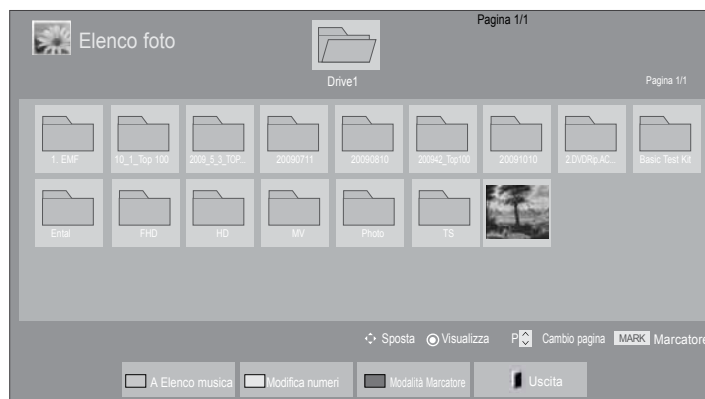 Pagina 1/1
Elenco foto
Drive1
Pagina 1/1
1. EMF 10_1_Top 100 2009_5_3_TOP... 20090711 20090810 200942_Top100 20091010 2.DVDRip.AC... Basic Test Kit
Ental FHD HD MV Photo TS
Sposta Visualizza P Cambio pagina MARK Marcatore
A Elenco musica Modifica numeri Modalità Marcatore Uscita